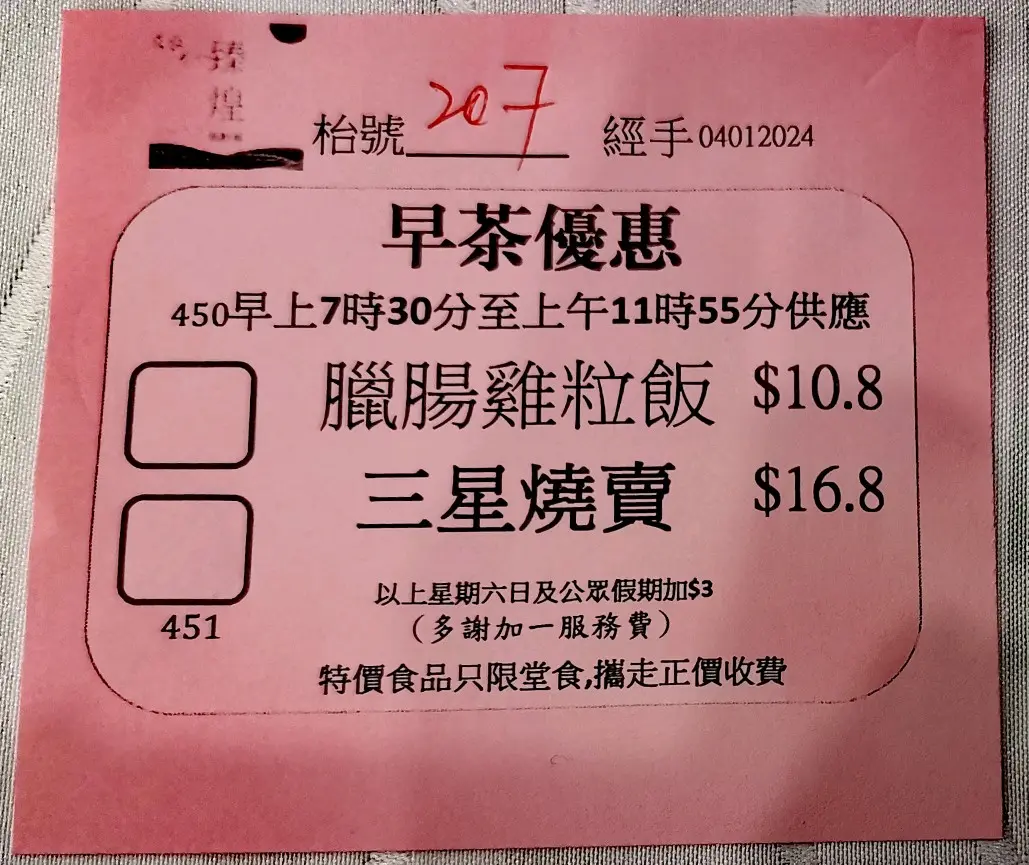 臻
煌
枱號 207 經手 04012024
早茶優惠
450早上7時30分至上午11時55分供應
臘腸雞粒飯 $10.8
三星燒賣 $16.8
451
以上星期六日及公眾假期加$3
(多謝加一服務費)
特價食品只限堂食,攜走正價收費